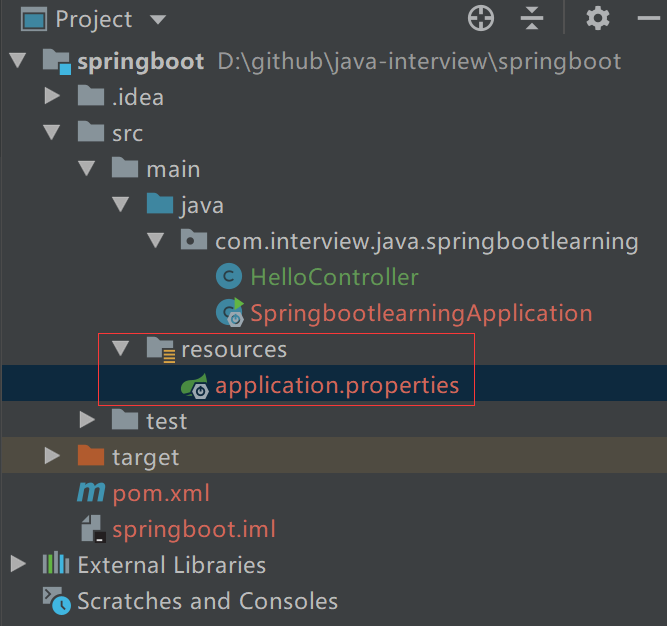 Project
springboot D:\github\java-interview\springboot
.idea
src
main
java
com.interview.java.springbootlearning
HelloController
SpringbootlearningApplication
resources
application.properties
test
target
pom.xml
springboot.iml
External Libraries
Scratches and Consoles